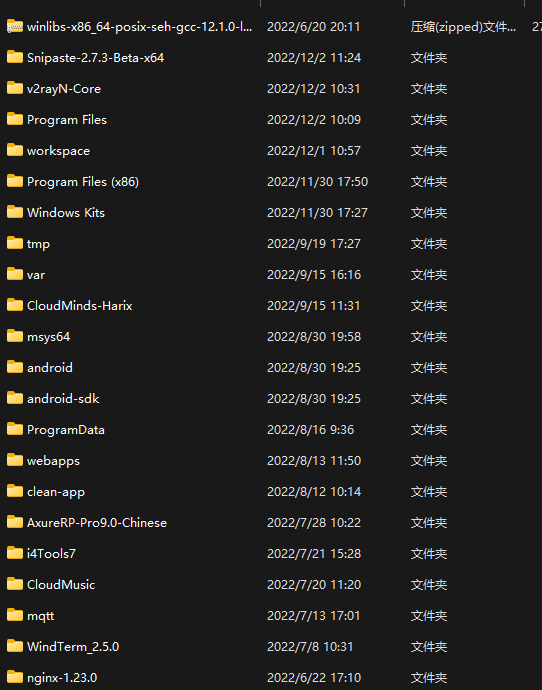 winlibs-x86_64-posix-seh-gcc-12.1.0-l... 2022/6/20 20:11 压缩(zipped)文件... 27
Snipaste-2.7.3-Beta-x64 2022/12/2 11:24 文件夹
v2rayN-Core 2022/12/2 10:31 文件夹
Program Files 2022/12/2 10:09 文件夹
workspace 2022/12/1 10:57 文件夹
Program Files (x86) 2022/11/30 17:50 文件夹
Windows Kits 2022/11/30 17:27 文件夹
tmp 2022/9/19 17:27 文件夹
var 2022/9/15 16:16 文件夹
CloudMinds-Harix 2022/9/15 11:31 文件夹
msys64 2022/8/30 19:58 文件夹
android 2022/8/30 19:25 文件夹
android-sdk 2022/8/30 19:25 文件夹
ProgramData 2022/8/16 9:36 文件夹
webapps 2022/8/13 11:50 文件夹
clean-app 2022/8/12 10:14 文件夹
AxureRP-Pro9.0-Chinese 2022/7/28 10:22 文件夹
i4Tools7 2022/7/21 15:28 文件夹
CloudMusic 2022/7/20 11:20 文件夹
mqtt 2022/7/13 17:01 文件夹
WindTerm_2.5.0 2022/7/8 10:31 文件夹
nginx-1.23.0 2022/6/22 17:10 文件夹